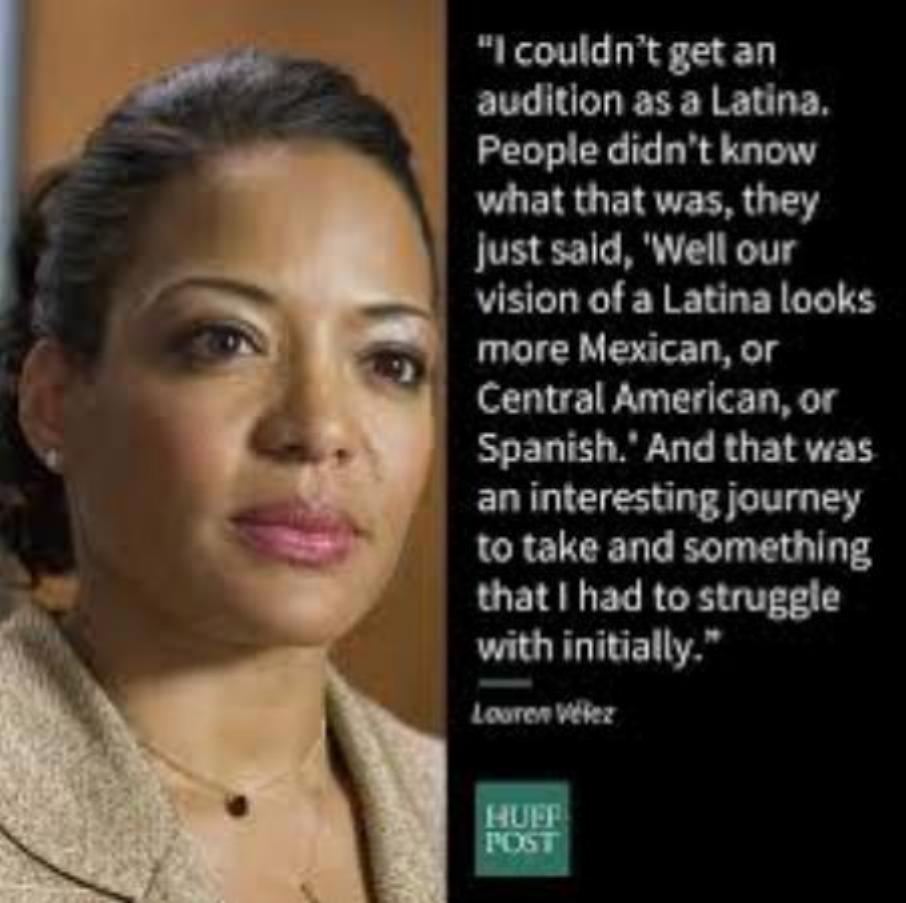 “I couldn’t get an
audition as a Latina.
People didn’t know
what that was, they
just said, 'Well our
vision of a Latina looks
more Mexican, or
Central American, or
Spanish.' And that was
an interesting journey
to take and something
that I had to struggle
with initially.”
Lauren Vélez
HUFF
POST